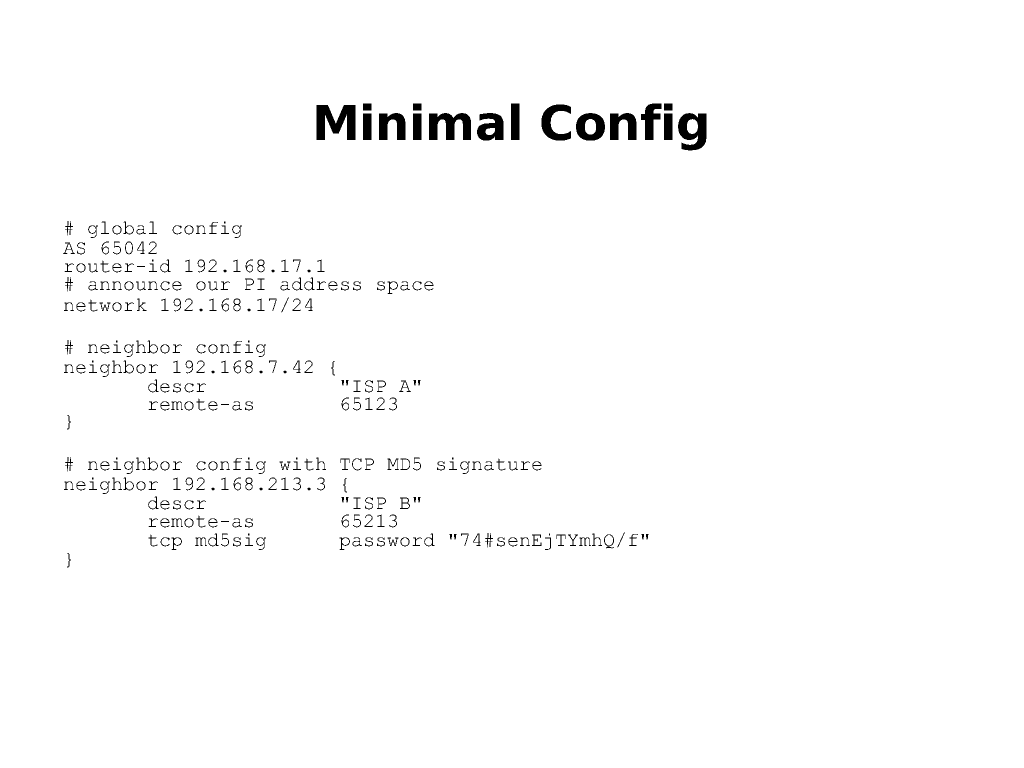 Minimal Config
# global config
AS 65042
router-id 192.168.17.1
# announce our PI address space
network 192.168.17/24
# neighbor config
neighbor 192.168.7.42 {
descr "ISP A"
remote-as 65123
}
# neighbor config with TCP MD5 signature
neighbor 192.168.213.3 {
descr "ISP B"
remote-as 65213
tcp md5sig password "74#senEjTYmhQ/f"
}